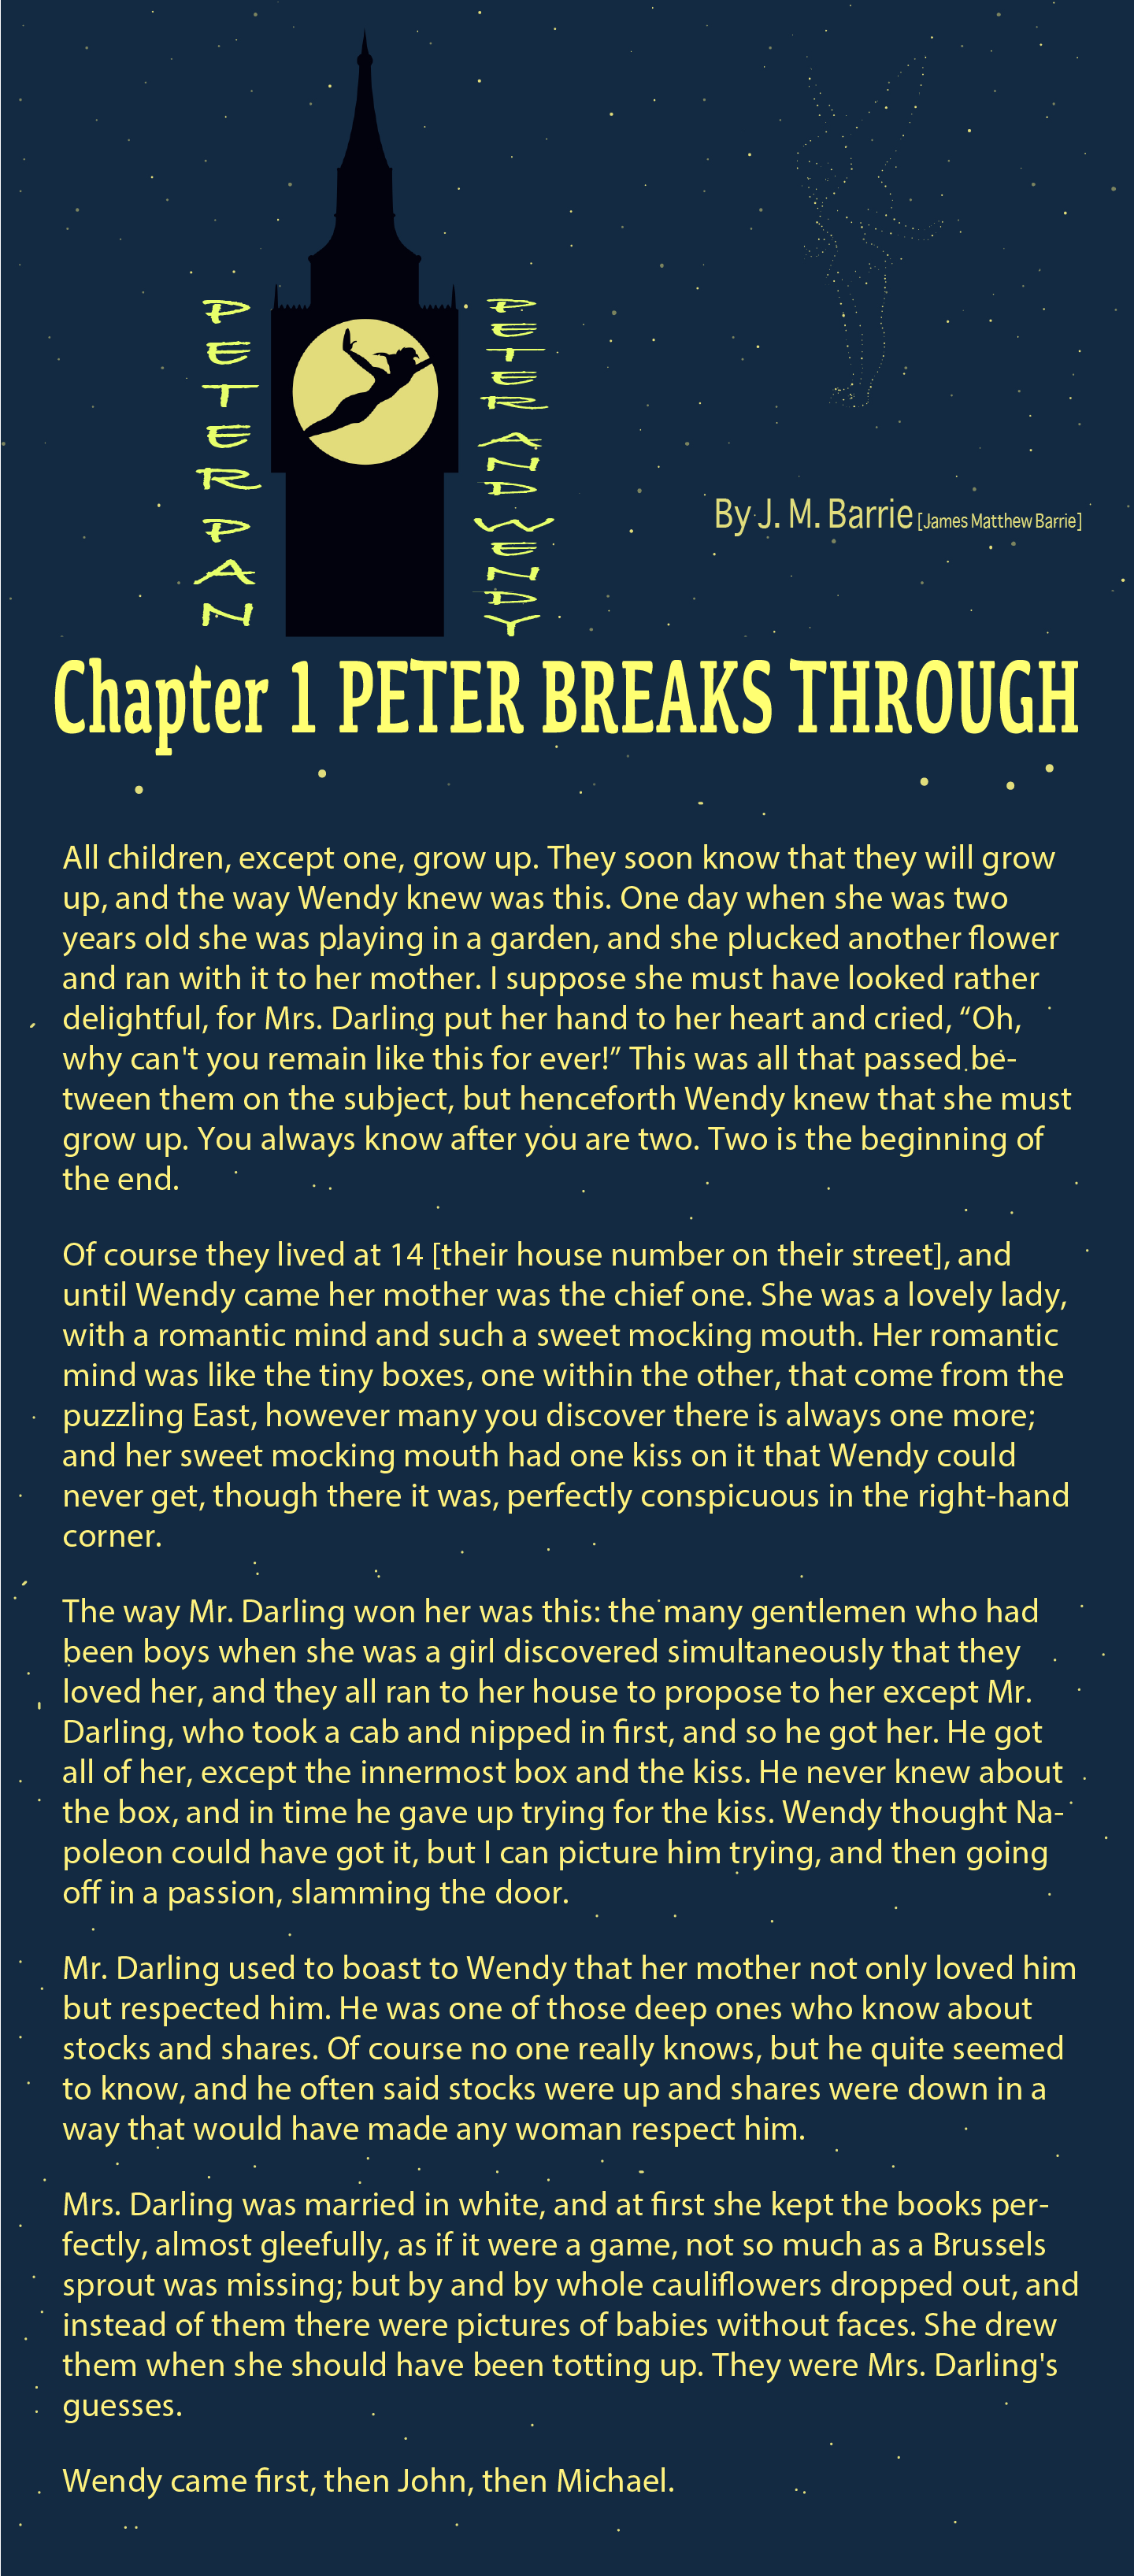 PETER PAN
PETER AND WENDY
By J. M. Barrie [James Matthew Barrie]
Chapter 1 PETER BREAKS THROUGH
All children, except one, grow up. They soon know that they will grow
up, and the way Wendy knew was this. One day when she was two
years old she was playing in a garden, and she plucked another flower
and ran with it to her mother. I suppose she must have looked rather
delightful, for Mrs. Darling put her hand to her heart and cried, “Oh,
why can't you remain like this for ever!” This was all that passed be-
tween them on the subject, but henceforth Wendy knew that she must
grow up. You always know after you are two. Two is the beginning of
the end.
Of course they lived at 14 [their house number on their street], and
until Wendy came her mother was the chief one. She was a lovely lady,
with a romantic mind and such a sweet mocking mouth. Her romantic
mind was like the tiny boxes, one within the other, that come from the
puzzling East, however many you discover there is always one more;
and her sweet mocking mouth had one kiss on it that Wendy could
never get, though there it was, perfectly conspicuous in the right-hand
corner.
The way Mr. Darling won her was this: the many gentlemen who had
been boys when she was a girl discovered simultaneously that they
loved her, and they all ran to her house to propose to her except Mr.
Darling, who took a cab and nipped in first, and so he got her. He got
all of her, except the innermost box and the kiss. He never knew about
the box, and in time he gave up trying for the kiss. Wendy thought Na-
poleon could have got it, but I can picture him trying, and then going
off in a passion, slamming the door.
Mr. Darling used to boast to Wendy that her mother not only loved him
but respected him. He was one of those deep ones who know about
stocks and shares. Of course no one really knows, but he quite seemed
to know, and he often said stocks were up and shares were down in a
way that would have made any woman respect him.
Mrs. Darling was married in white, and at first she kept the books per-
fectly, almost gleefully, as if it were a game, not so much as a Brussels
sprout was missing; but by and by whole cauliflowers dropped out, and
instead of them there were pictures of babies without faces. She drew
them when she should have been totting up. They were Mrs. Darling's
guesses.
Wendy came first, then John, then Michael.